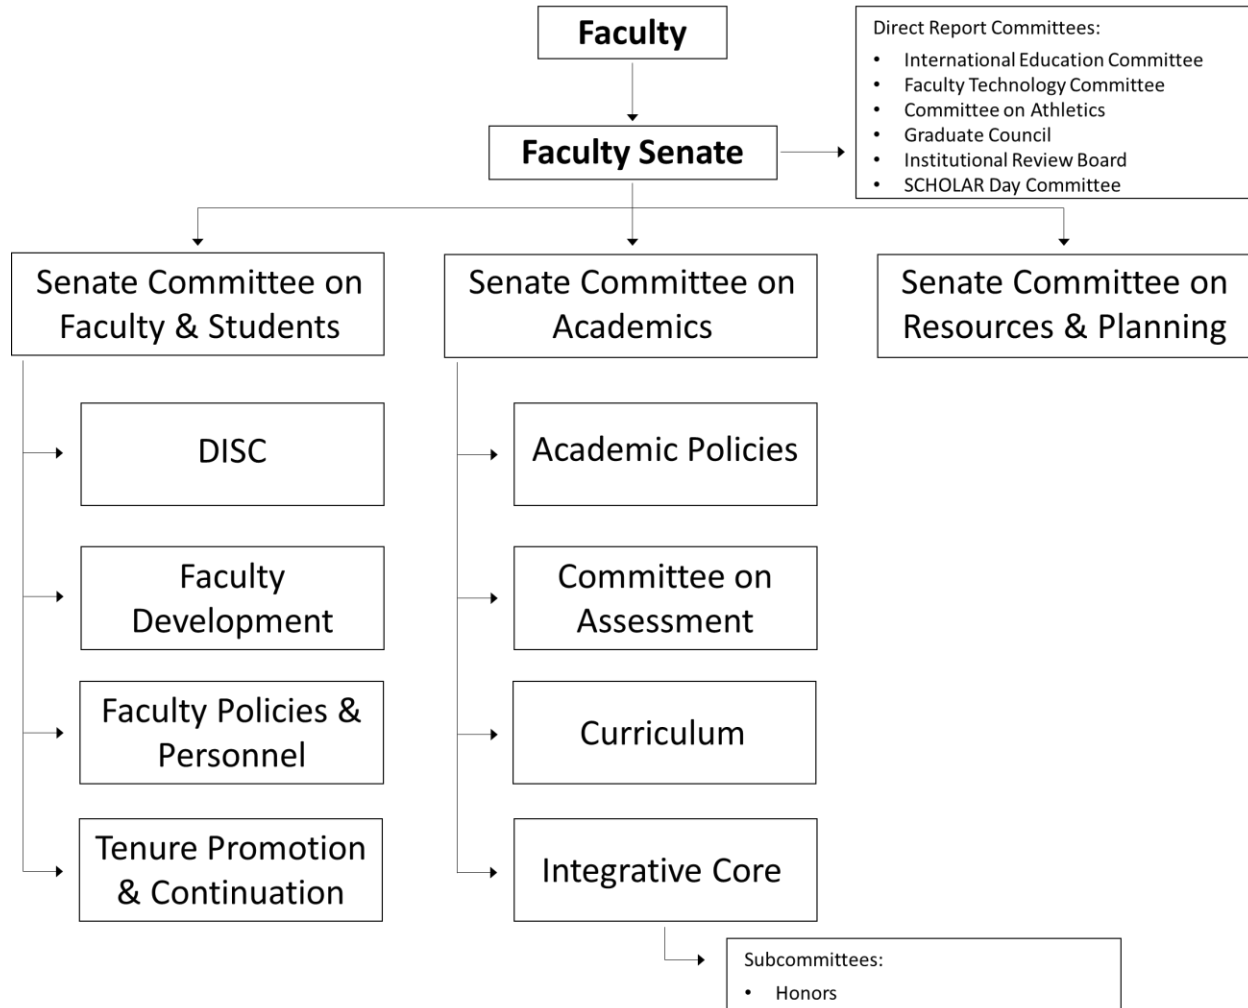 Faculty
Direct Report Committees:
• International Education Committee
• Faculty Technology Committee
• Committee on Athletics
• Graduate Council
• Institutional Review Board
• SCHOLAR Day Committee
Faculty Senate
Senate Committee on
Faculty & Students
Senate Committee on
Academics
Senate Committee on
Resources & Planning
DISC
Faculty
Development
Faculty Policies &
Personnel
Tenure Promotion
& Continuation
Academic Policies
Committee on
Assessment
Curriculum
Integrative Core
Subcommittees:
• Honors